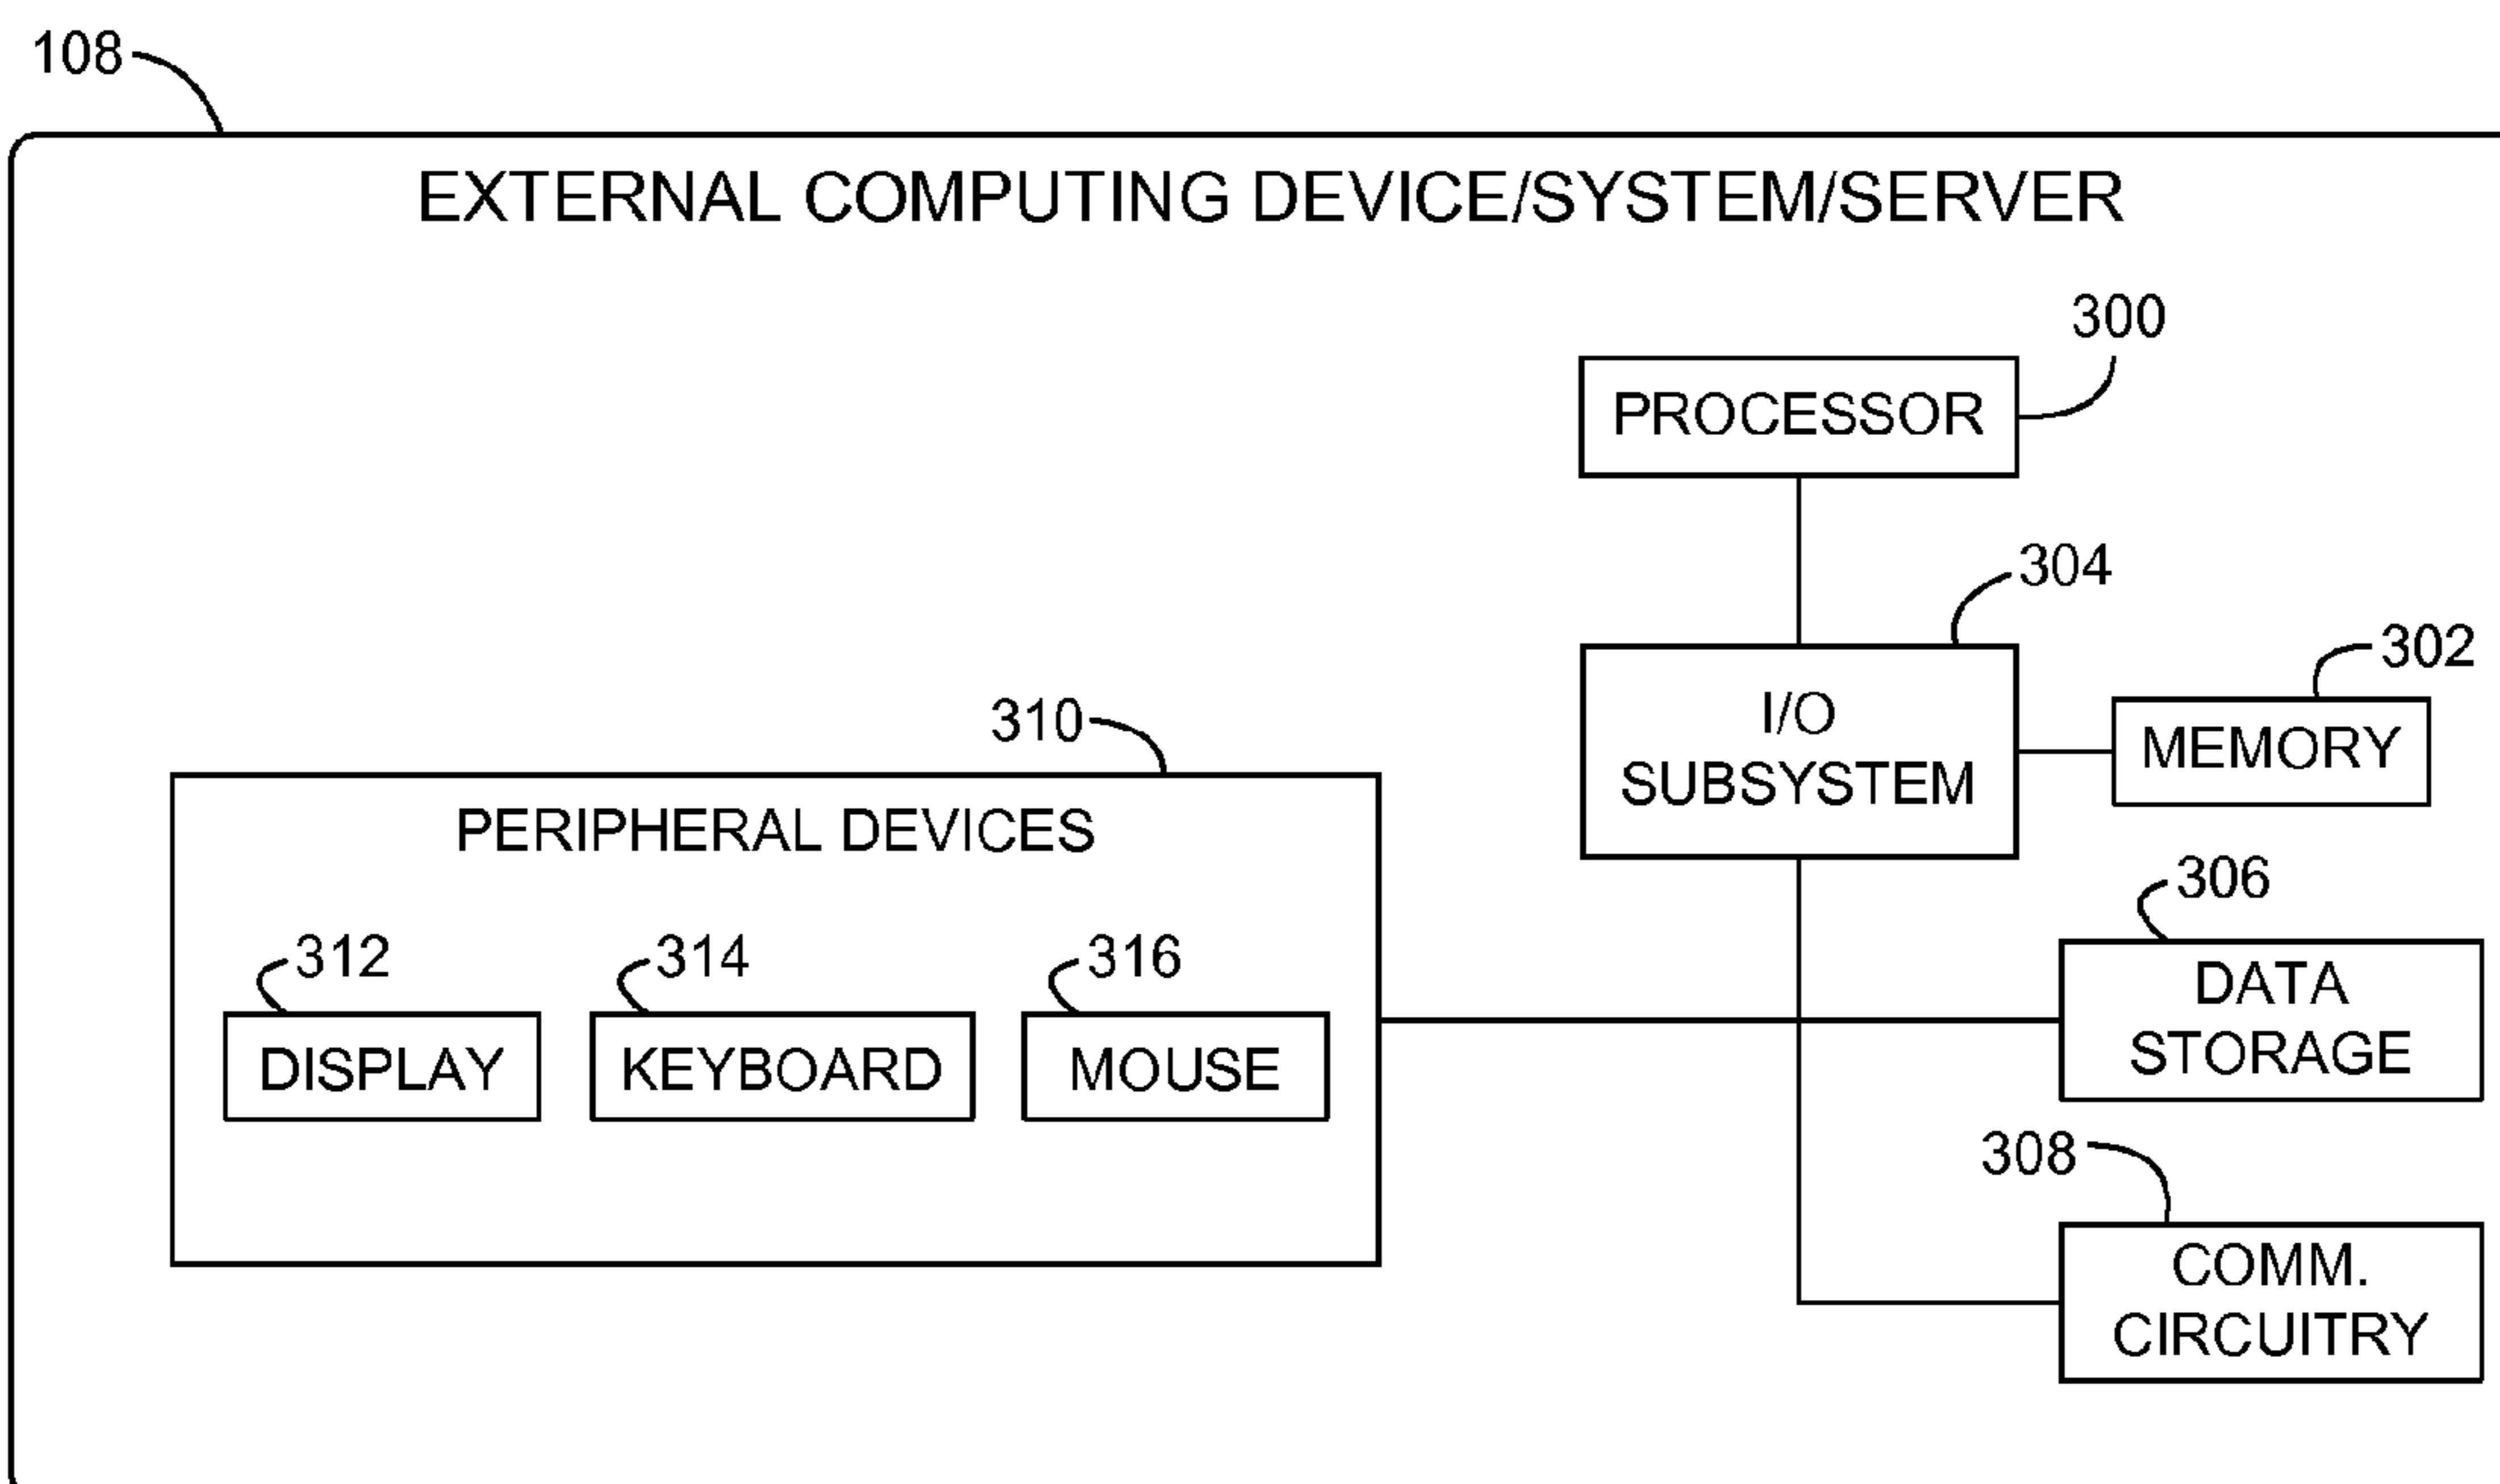 108
EXTERNAL COMPUTING DEVICE/SYSTEM/SERVER
300
PROCESSOR
304
302
I/O
SUBSYSTEM
MEMORY
310
PERIPHERAL DEVICES
306
312
314
316
DATA
STORAGE
DISPLAY
KEYBOARD
MOUSE
308
COMM.
CIRCUITRY